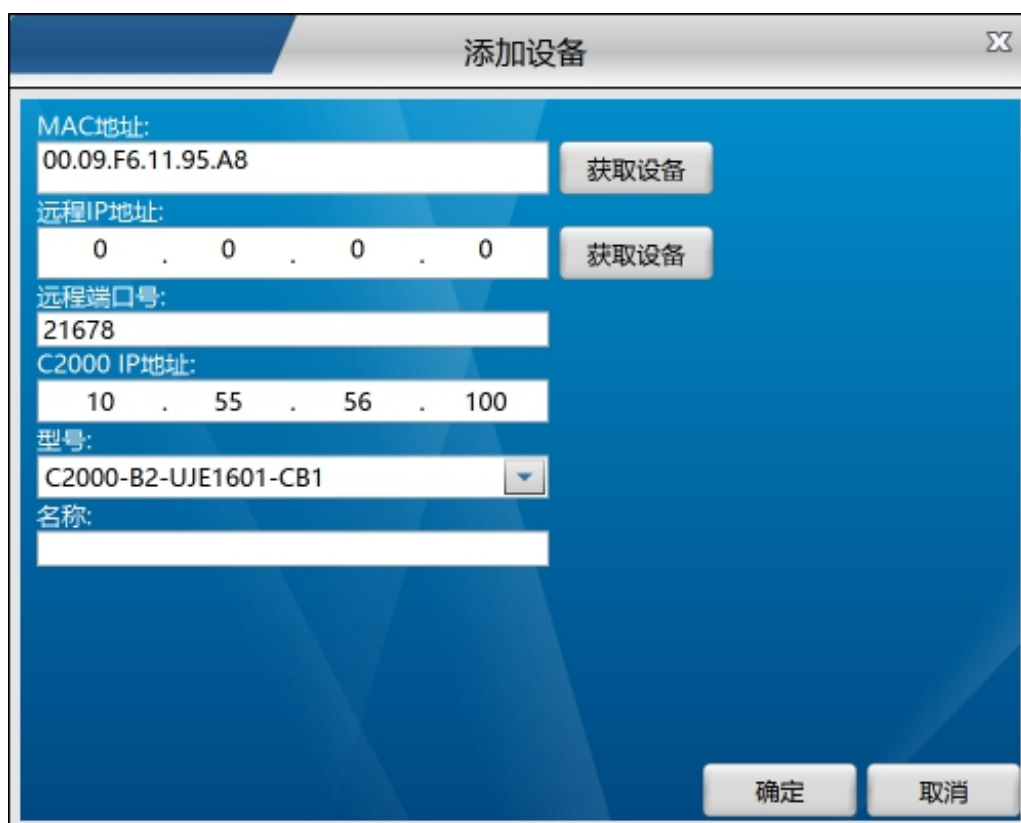 添加设备
MAC地址:
00.09.F6.11.95.A8
获取设备
远程IP地址:
0 . 0 . 0 . 0
获取设备
远程端口号:
21678
C2000 IP地址:
10 . 55 . 56 . 100
型号:
C2000-B2-UJE1601-CB1
名称:
确定 取消